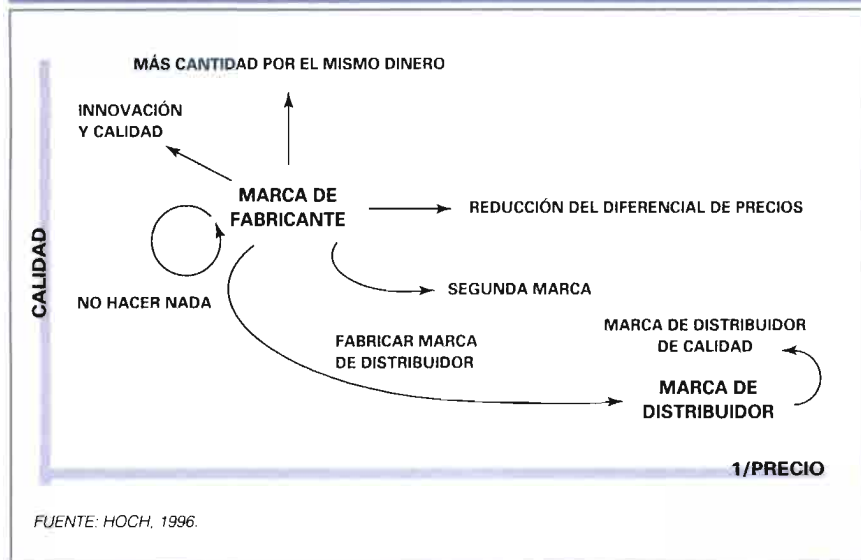 MÁS CANTIDAD POR EL MISMO DINERO
INNOVACIÓN
Y CALIDAD
MARCA DE
FABRICANTE
REDUCCIÓN DEL DIFERENCIAL DE PRECIOS
CALIDAD
NO HACER NADA
SEGUNDA MARCA
FABRICAR MARCA
DE DISTRIBUIDOR
MARCA DE DISTRIBUIDOR
DE CALIDAD
MARCA DE
DISTRIBUIDOR
1/PRECIO
FUENTE: HOCH, 1996.